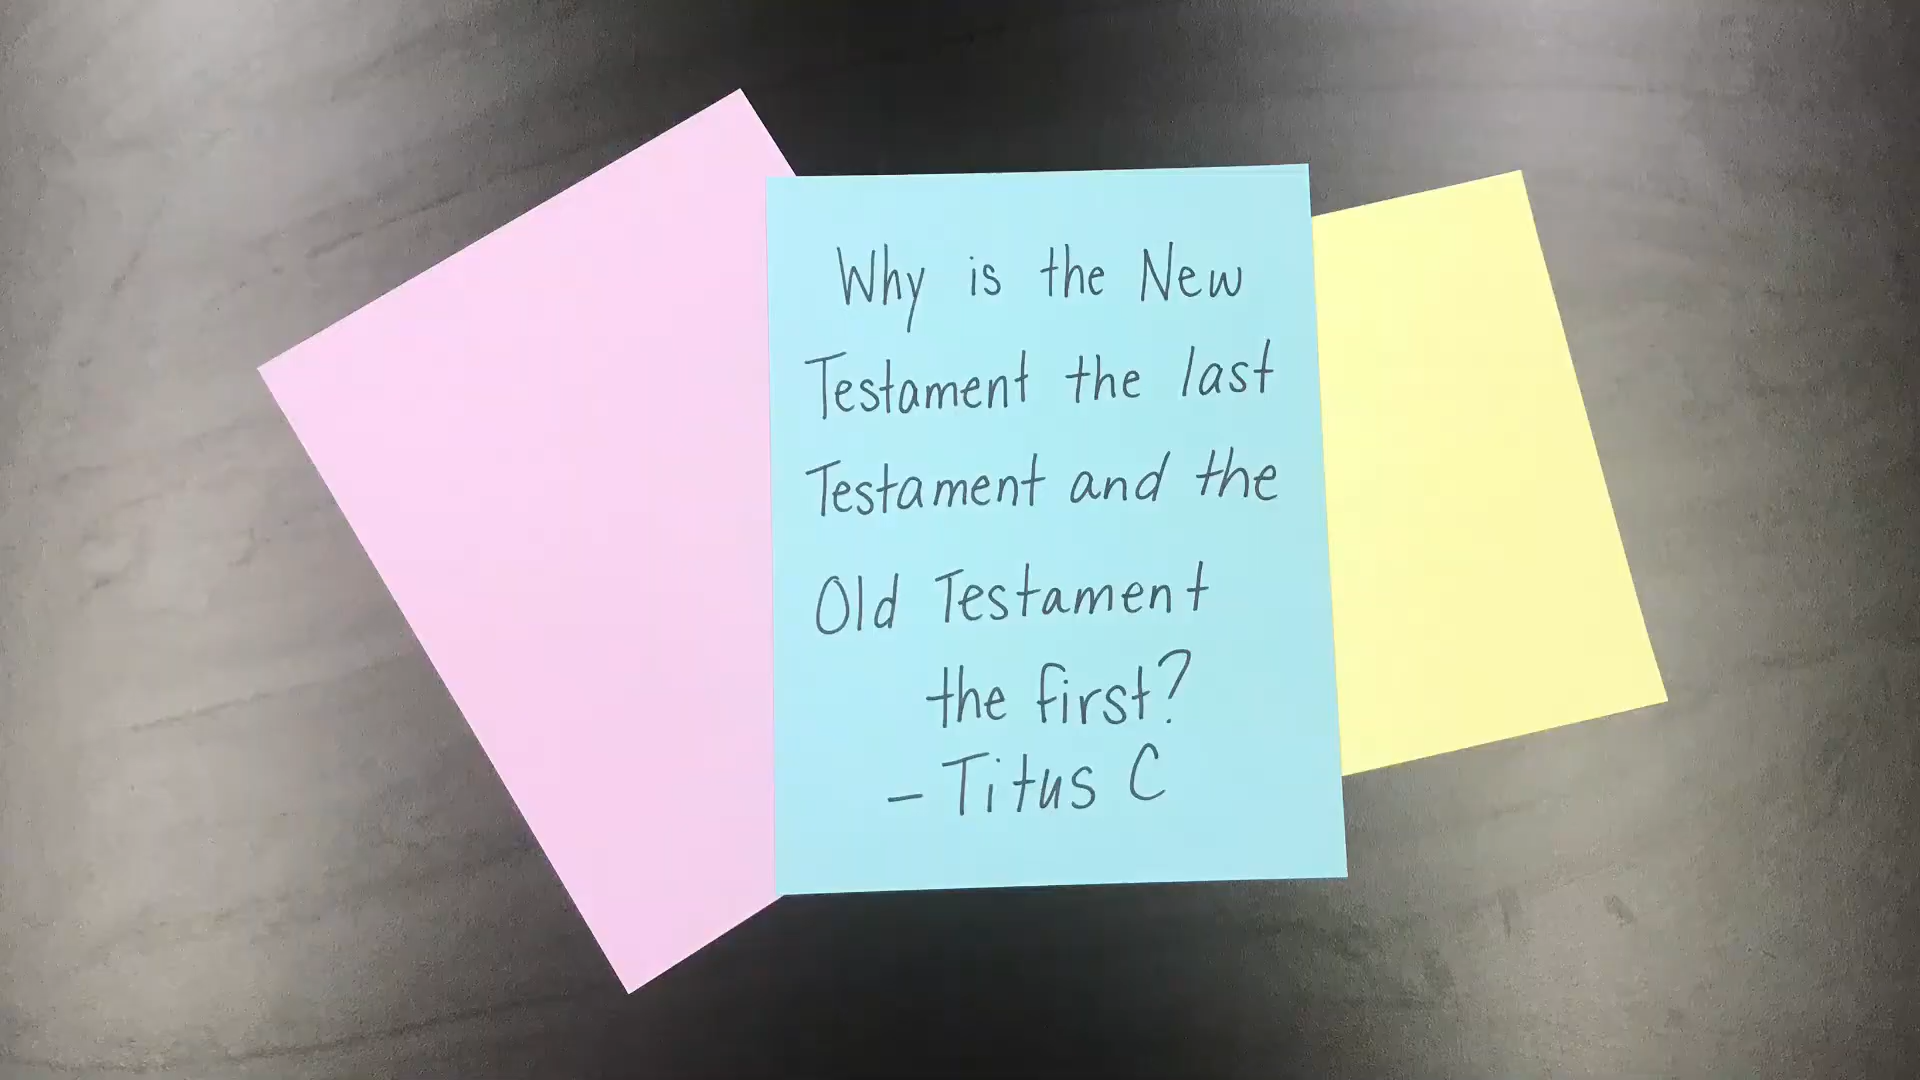 Why is the New
Testament the last
Testament and the
Old Testament
the first?
- Titus C